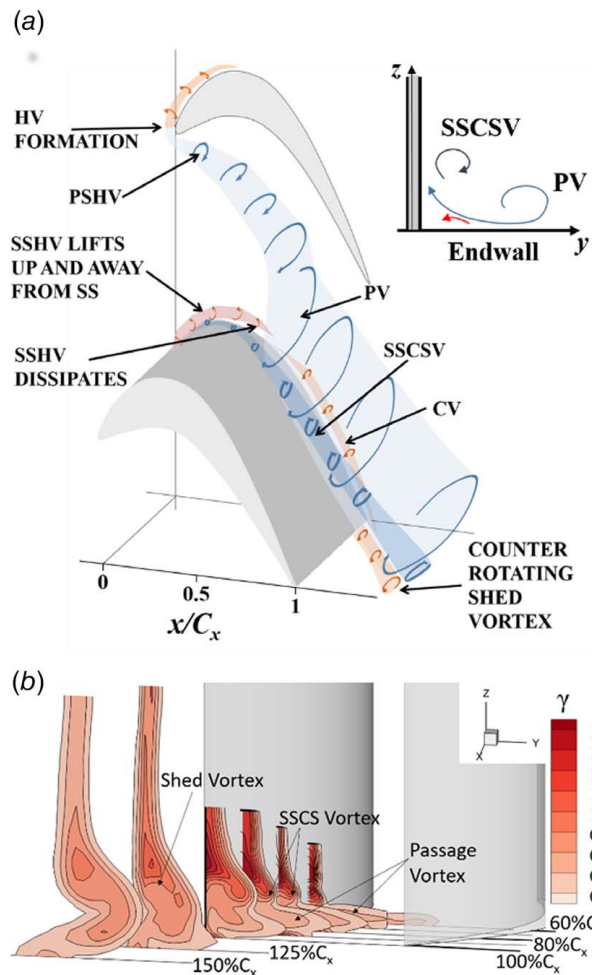 (a)
HV
FORMATION
PSHV
SSHV LIFTS
UP AND AWAY
FROM SS
SSHV
DISSIPATES
z
SSCSV
PV
Endwall
y
PV
SSCSV
CV
COUNTER
ROTATING
SHED
VORTEX
0
0.5
1
x/Cₓ
(b)
Shed Vortex
SSCS Vortex
Passage
Vortex
Z
Y
X
γ
150%Cₓ
125%Cₓ
100%Cₓ
80%Cₓ
60%C